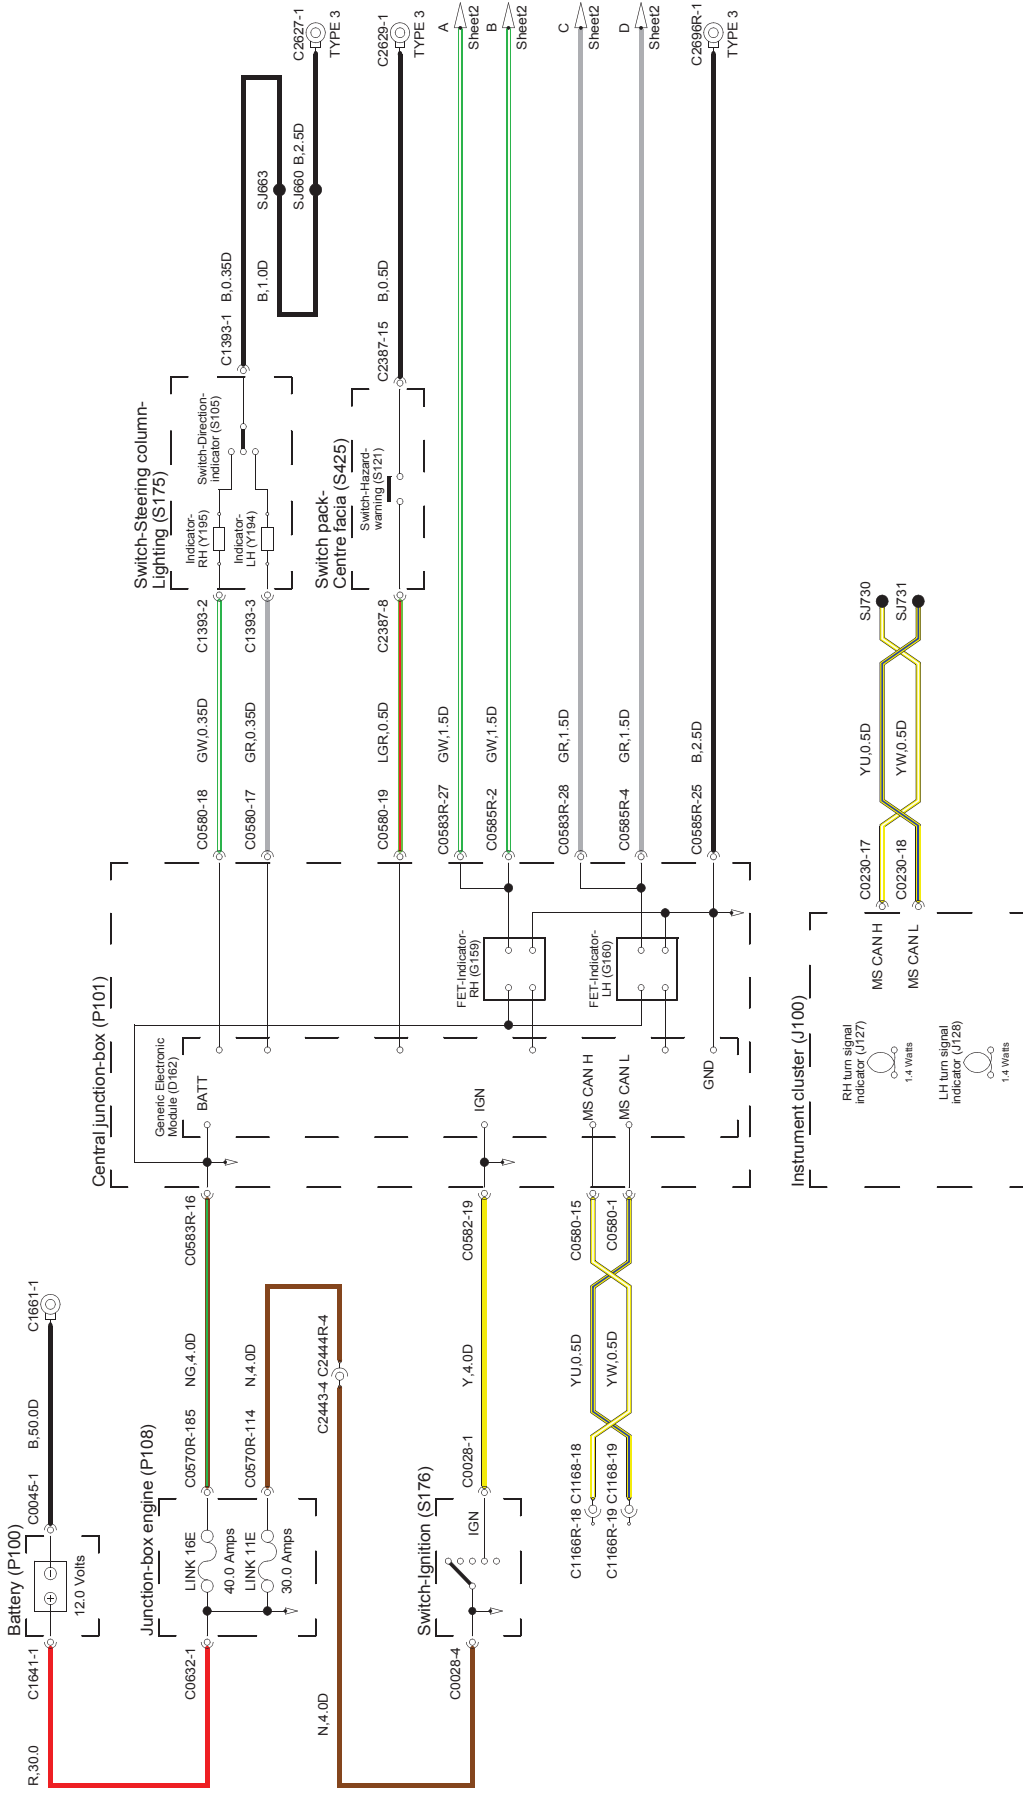 Battery (P100)
12.0 Volts
C1641-1
R,30.0
C0045-1
B,50.0D
C1661-1
Junction-box engine (P108)
LINK 16E
40.0 Amps
LINK 11E
30.0 Amps
C0632-1
C0570R-185
NG,4.0D
C0583R-16
C0570R-114
N,4.0D
C2443-4
C2444R-4
N,4.0D
Switch-Ignition (S176)
IGN
C0028-4
C0028-1
Y,4.0D
C0582-19
C1166R-18
C1168-18
YU,0.5D
C0580-15
C1166R-19
C1168-19
YW,0.5D
C0580-1
Central junction-box (P101)
Generic Electronic
Module (D162)
BATT
IGN
MS CAN H
MS CAN L
GND
FET-Indicator-
RH (G159)
FET-Indicator-
LH (G160)
C0580-18
GW,0.35D
C1393-2
C0580-17
GR,0.35D
C1393-3
C0580-19
LGR,0.5D
C2387-8
C0583R-27
GW,1.5D
A
Sheet2
C0585R-2
GW,1.5D
B
Sheet2
C0583R-28
GR,1.5D
C
Sheet2
C0585R-4
GR,1.5D
D
Sheet2
C0585R-25
B,2.5D
C2696R-1
TYPE 3
Switch-Steering column-
Lighting (S175)
Indicator-
RH (Y195)
Indicator-
LH (Y194)
Switch-Direction-
indicator (S105)
C1393-1
B,0.35D
B,1.0D
SJ663
SJ660
B,2.5D
C2627-1
TYPE 3
Switch pack-
Centre facia (S425)
Switch-Hazard-
warning (S121)
C2387-15
B,0.5D
C2629-1
TYPE 3
Instrument cluster (J100)
RH turn signal
indicator (J127)
1.4 Watts
LH turn signal
indicator (J128)
1.4 Watts
MS CAN H
MS CAN L
C0230-17
YU,0.5D
SJ730
C0230-18
YW,0.5D
SJ731